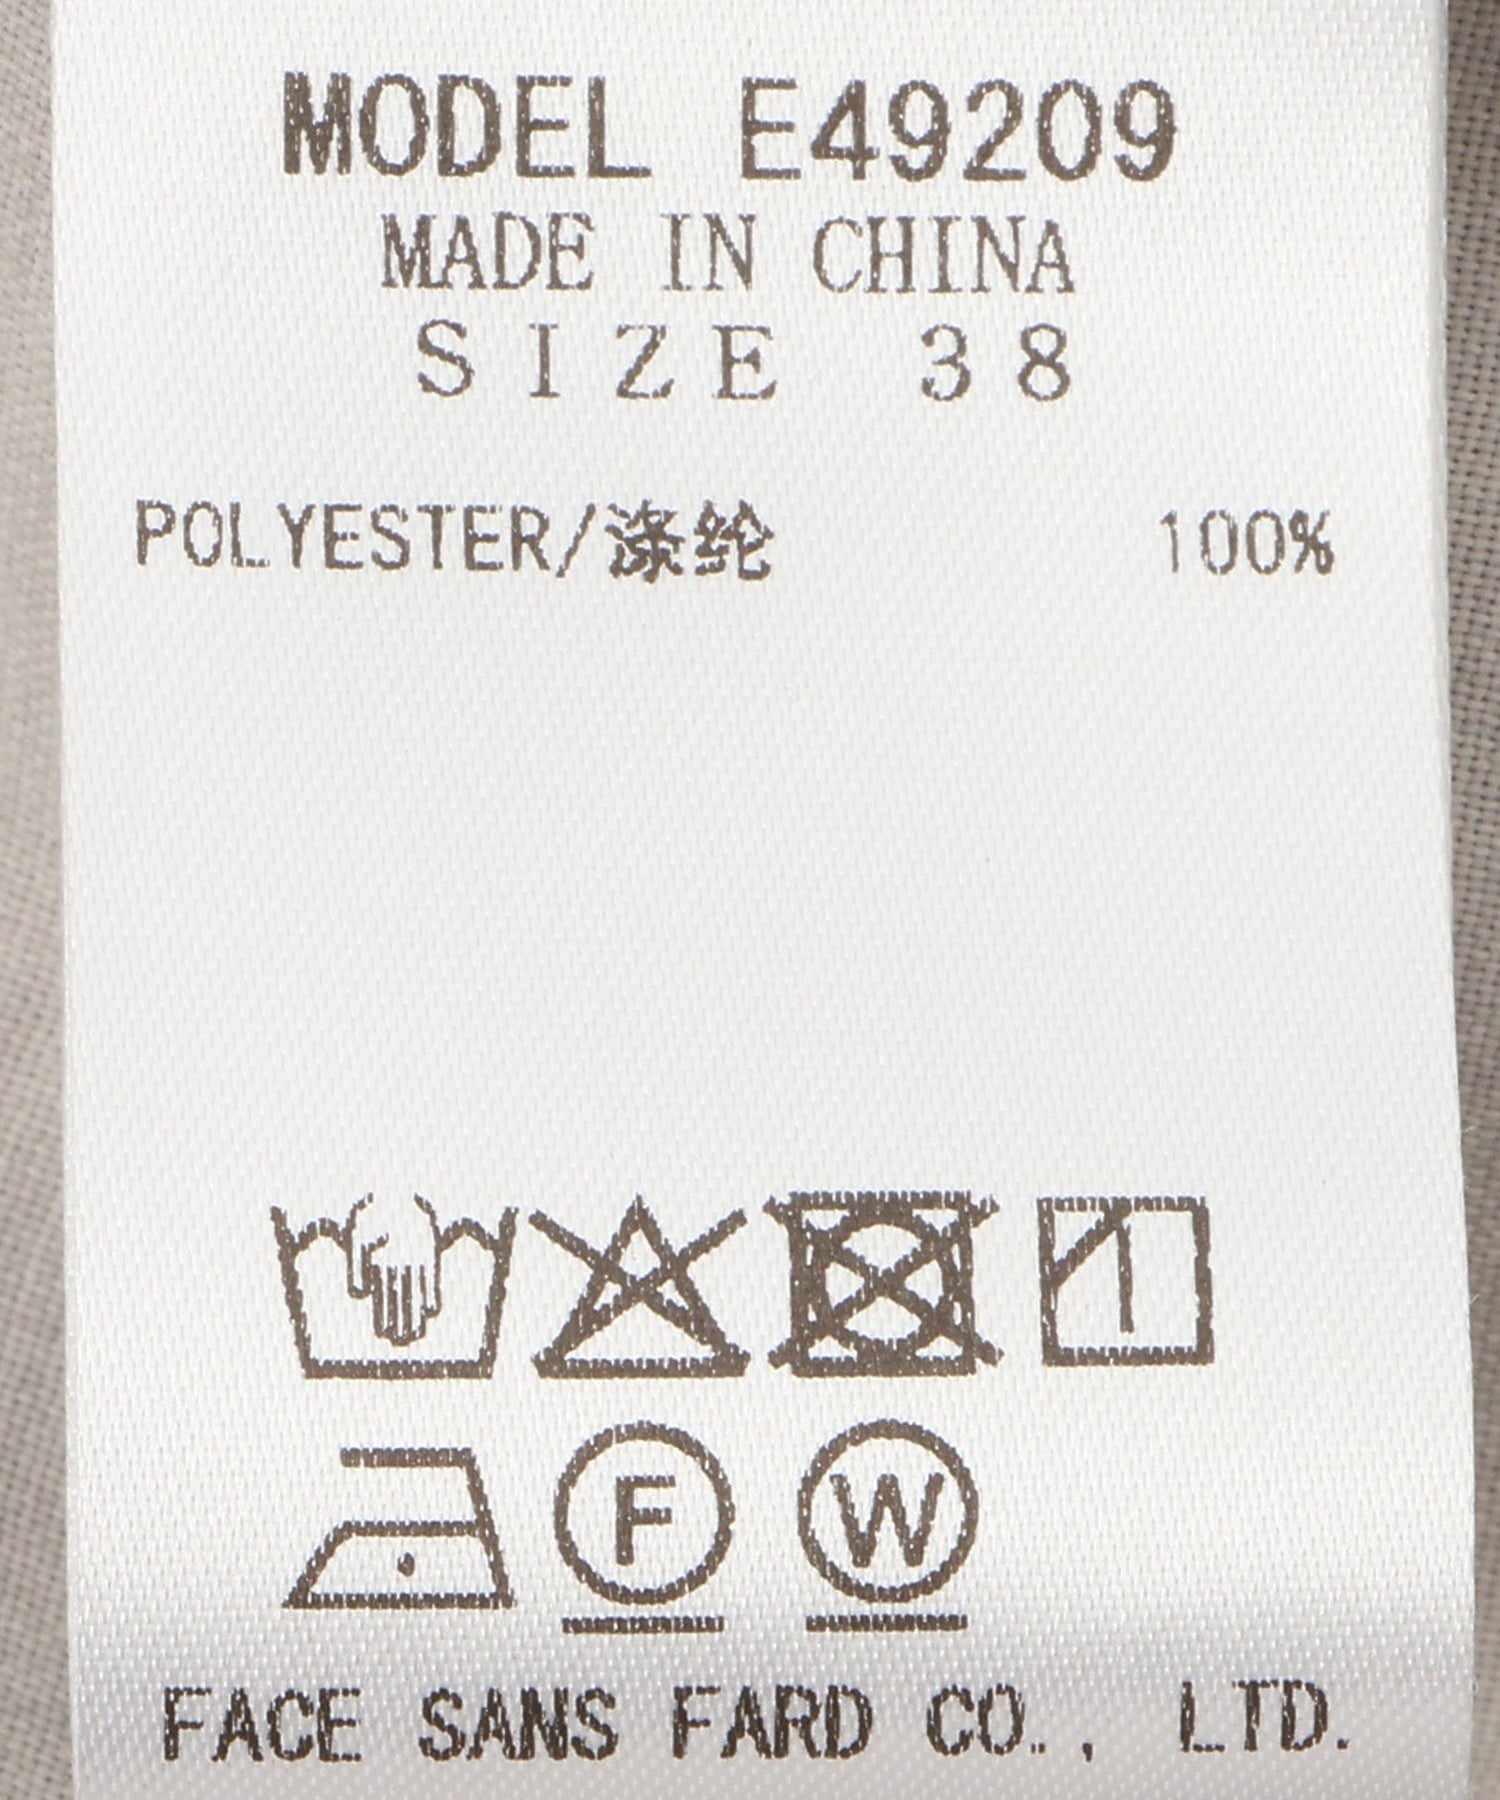 MODEL E49209
MADE IN CHINA
SIZE 38
POLYESTER/涤纶 100%
F W
FACE SANS FARD CO., LTD.